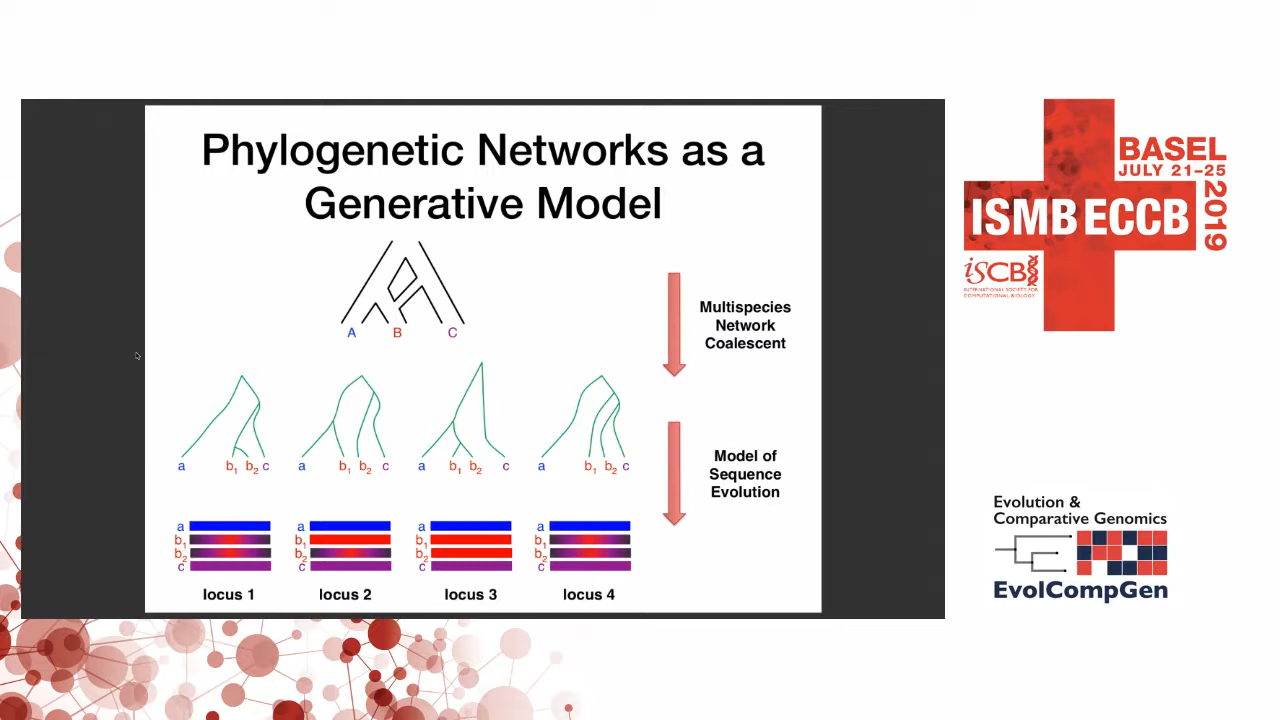 Phylogenetic Networks as a
Generative Model
A B C
Multispecies
Network
Coalescent
a b1 b2 c a b1 b2 c a b1 b2 c a b1 b2 c
Model of
Sequence
Evolution
a a a a
b1 b1 b1 b1
b2 b2 b2 b2
c c c c
locus 1 locus 2 locus 3 locus 4
BASEL
JULY 21-25
2019
ISMB ECCB
iSCB
INTERNATIONAL SOCIETY FOR
COMPUTATIONAL BIOLOGY
Evolution &
Comparative Genomics
EvolCompGen